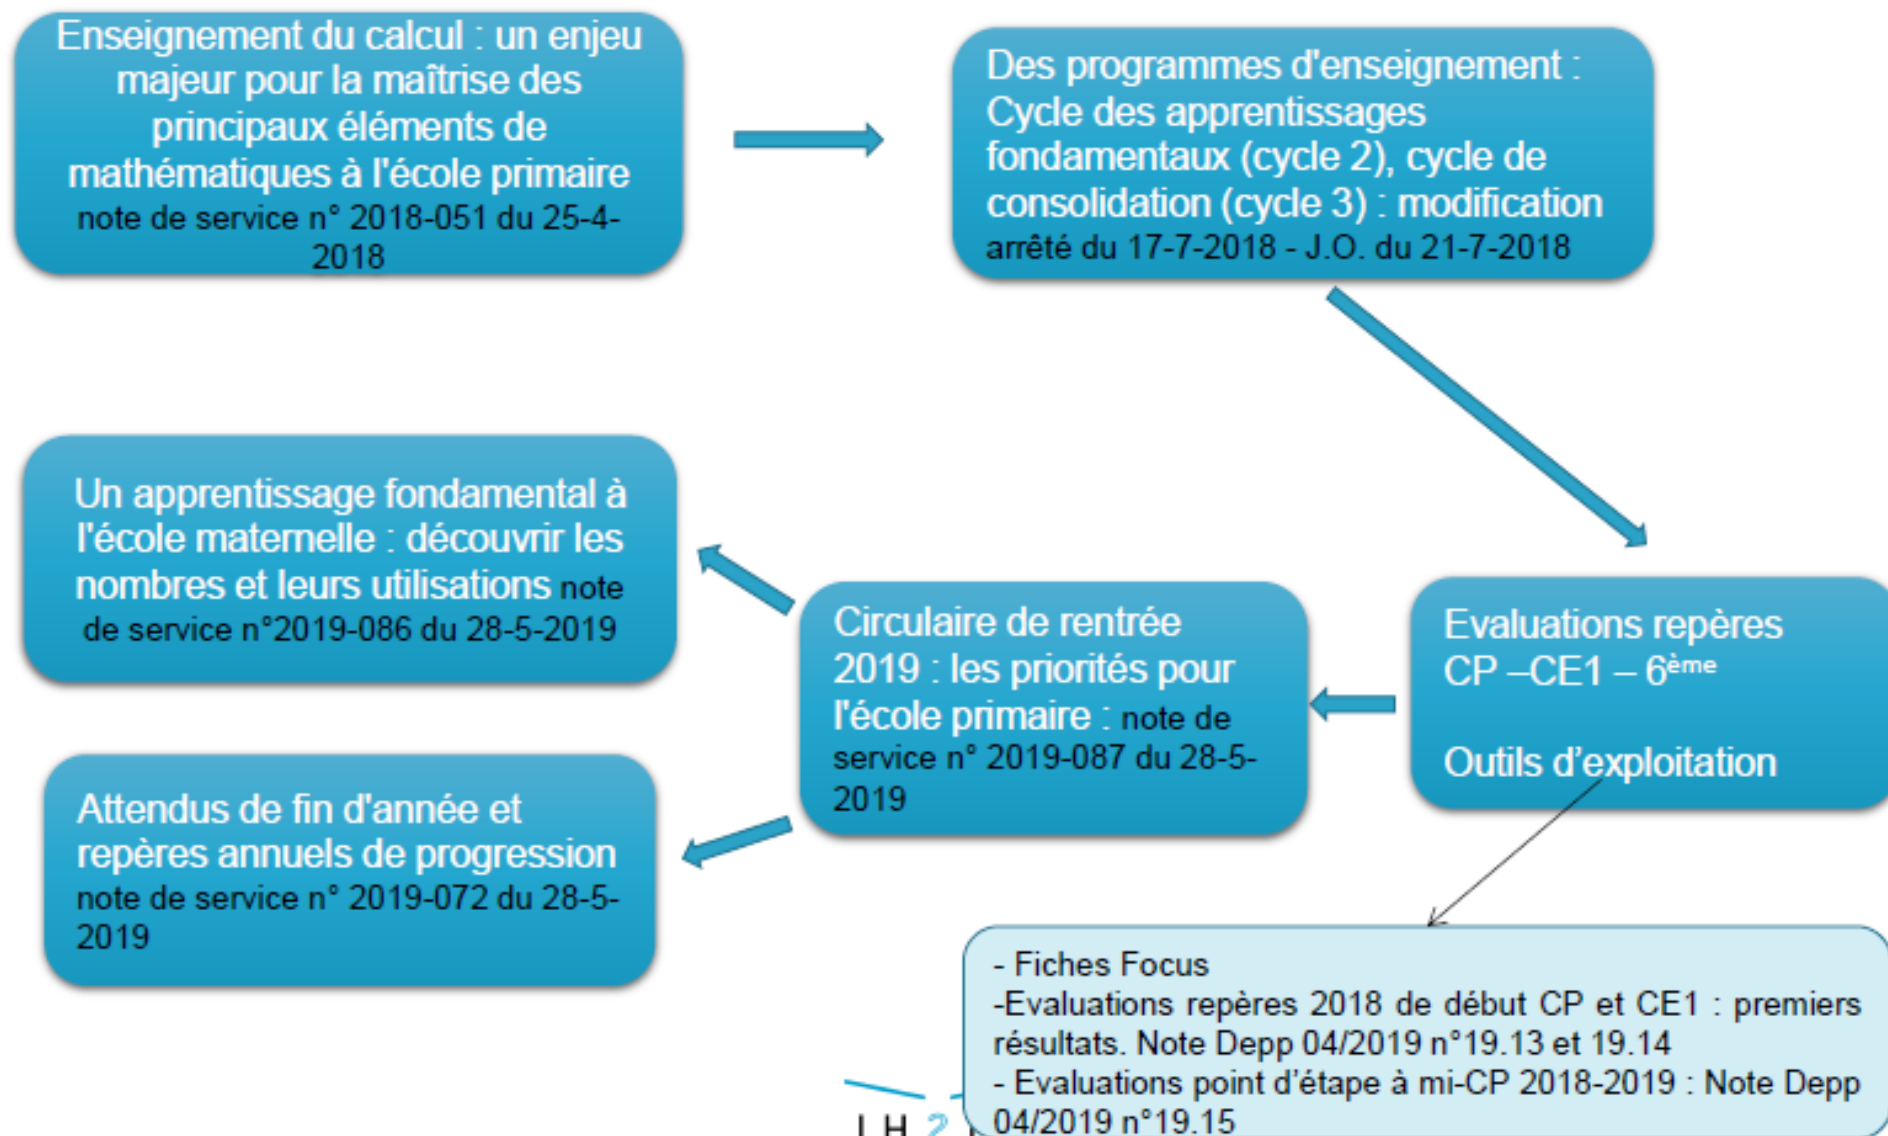 Enseignement du calcul : un enjeu
majeur pour la maîtrise des
principaux éléments de
mathématiques à l'école primaire
note de service n° 2018-051 du 25-4-
2018
Des programmes d'enseignement :
Cycle des apprentissages
fondamentaux (cycle 2), cycle de
consolidation (cycle 3) : modification
arrêté du 17-7-2018 - J.O. du 21-7-2018
Un apprentissage fondamental à
l'école maternelle : découvrir les
nombres et leurs utilisations note
de service n°2019-086 du 28-5-2019
Circulaire de rentrée
2019 : les priorités pour
l'école primaire : note de
service n° 2019-087 du 28-5-
2019
Evaluations repères
CP –CE1 – 6ème
Outils d’exploitation
Attendus de fin d'année et
repères annuels de progression
note de service n° 2019-072 du 28-5-
2019
- Fiches Focus
-Evaluations repères 2018 de début CP et CE1 : premiers
résultats. Note Depp 04/2019 n°19.13 et 19.14
- Evaluations point d’étape à mi-CP 2018-2019 : Note Depp
04/2019 n°19.15